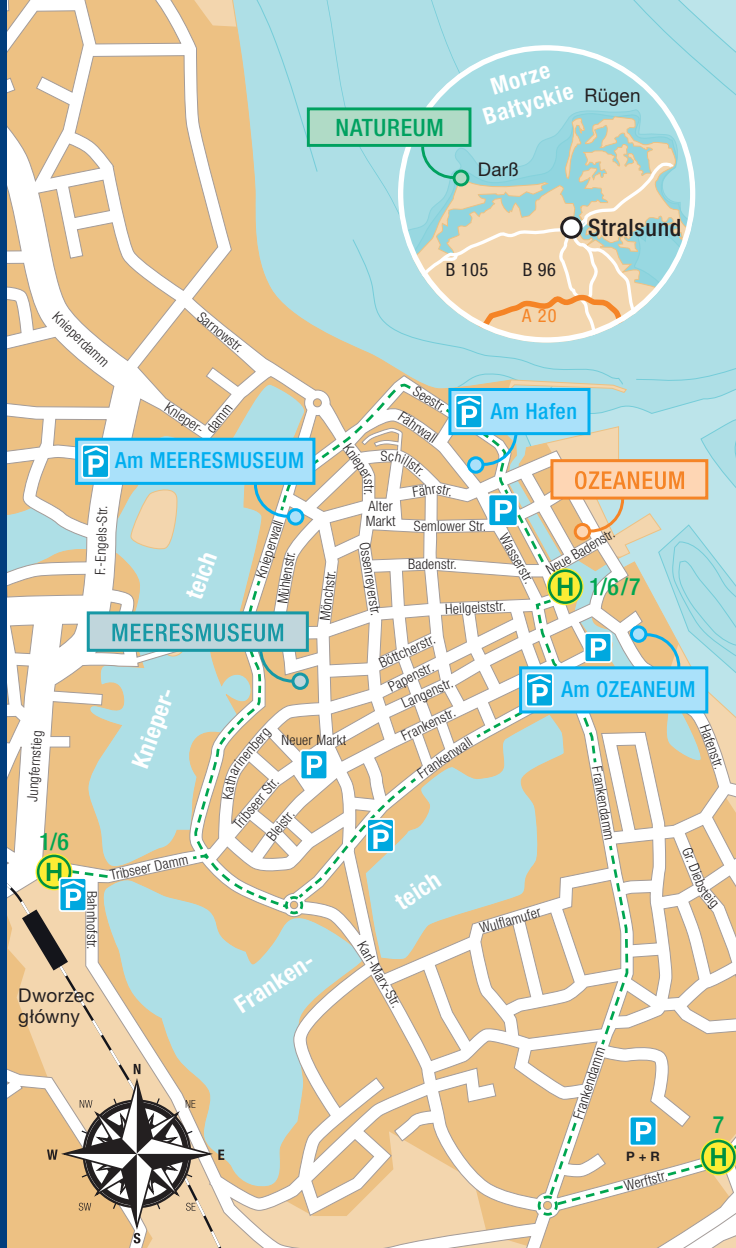 Morze
Bałtyckie
Rügen
NATUREUM
Darß
Stralsund
B 105
B 96
A 20
Sarnowstr.
Knieperdamm
Knieper-
damm
Seestr.
P Am Hafen
Fährwall
P Am MEERESMUSEUM
Knieperstr.
Schillstr.
OZEANEUM
Fährstr.
Alter
Markt
P
Semlower Str.
F.-Engels-Str.
Knieperwall
Wasserstr.
Neue Badenstr.
Badenstr.
teich
Mühlenstr.
Mönchstr.
Ossenreyerstr.
H 1/6/7
Heilgeiststr.
MEERESMUSEUM
P
Böttcherstr.
Papenstr.
P Am OZEANEUM
Langenstr.
Knieper-
Frankenstr.
Katharinenberg
Neuer Markt
Frankenwall
Hafenstr.
P
Jungfernstieg
Tribseer Str.
Bleistr.
Frankendamm
P
1/6
H
Tribseer Damm
P
Bahnhofstr.
Gr. Diebsteig
teich
Wulflamufer
Karl-Marx-Str.
Franken-
Dworzec
główny
Frankendamm
N
NW
NE
W
E
SW
SE
S
P
P + R
7
H
Werftstr.